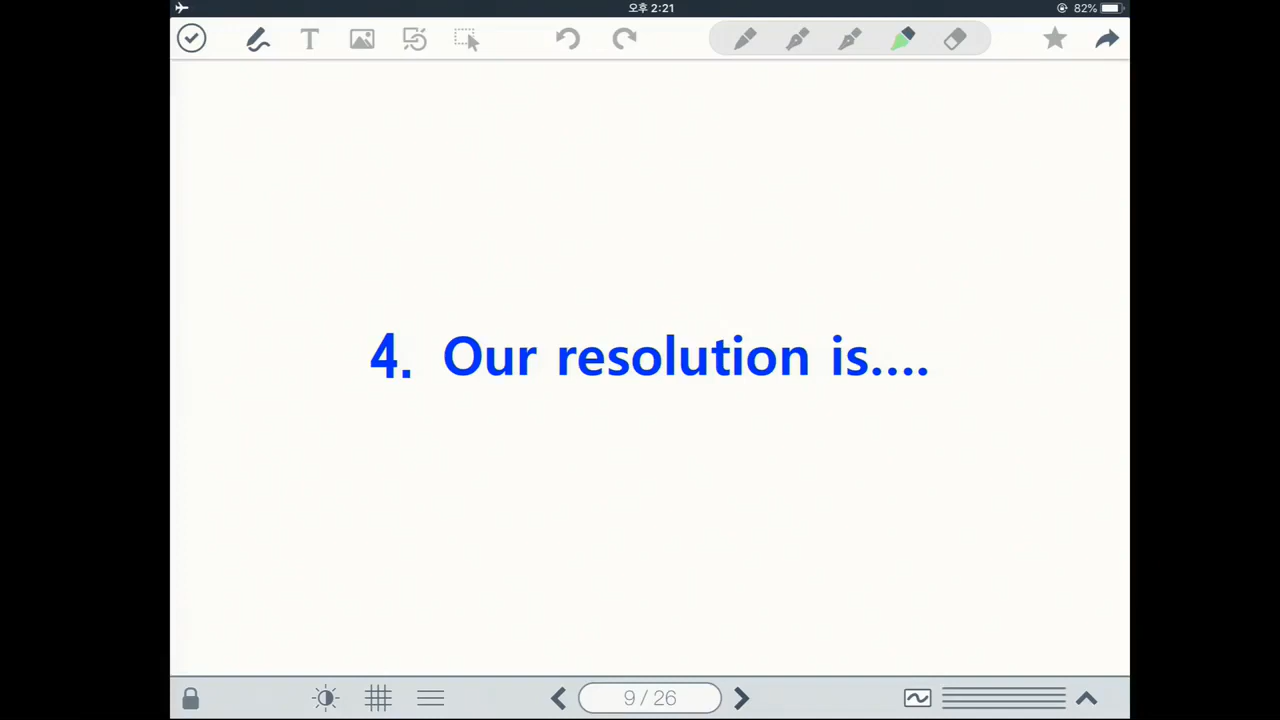 오후 2:21
82%
T
4. Our resolution is....
9 / 26